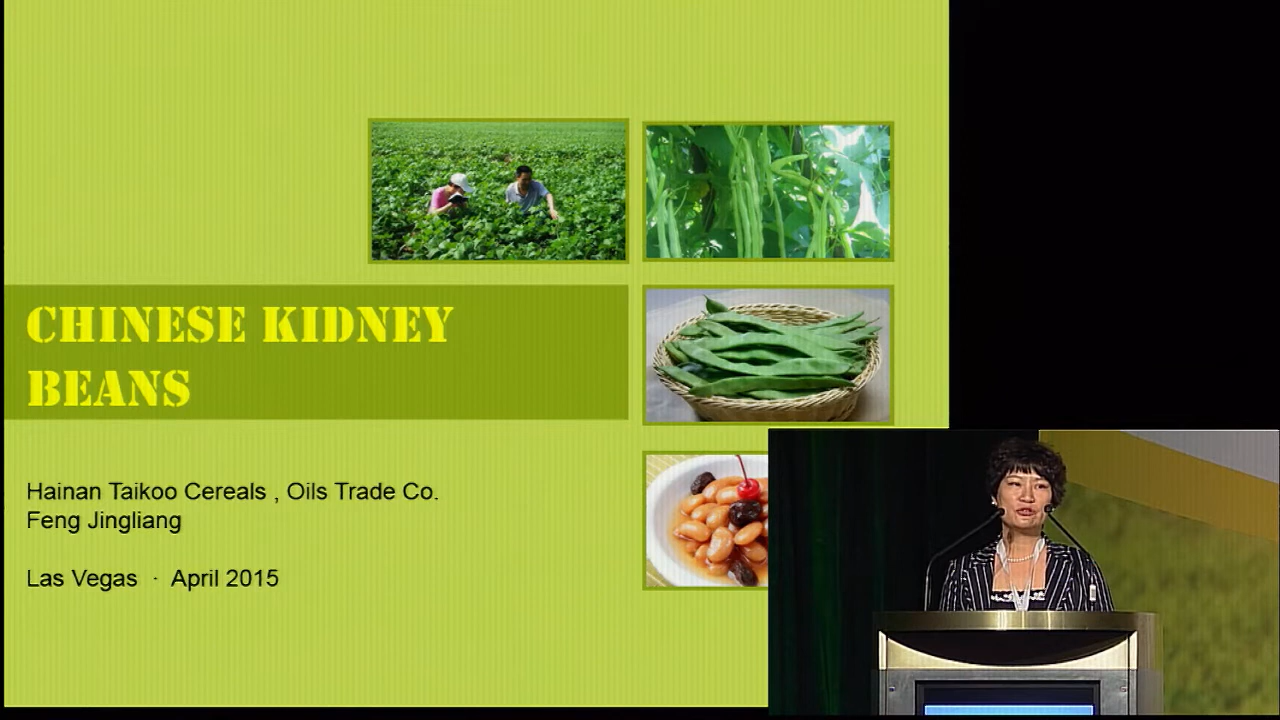 CHINESE KIDNEY
BEANS
Hainan Taikoo Cereals , Oils Trade Co.
Feng Jingliang
Las Vegas · April 2015